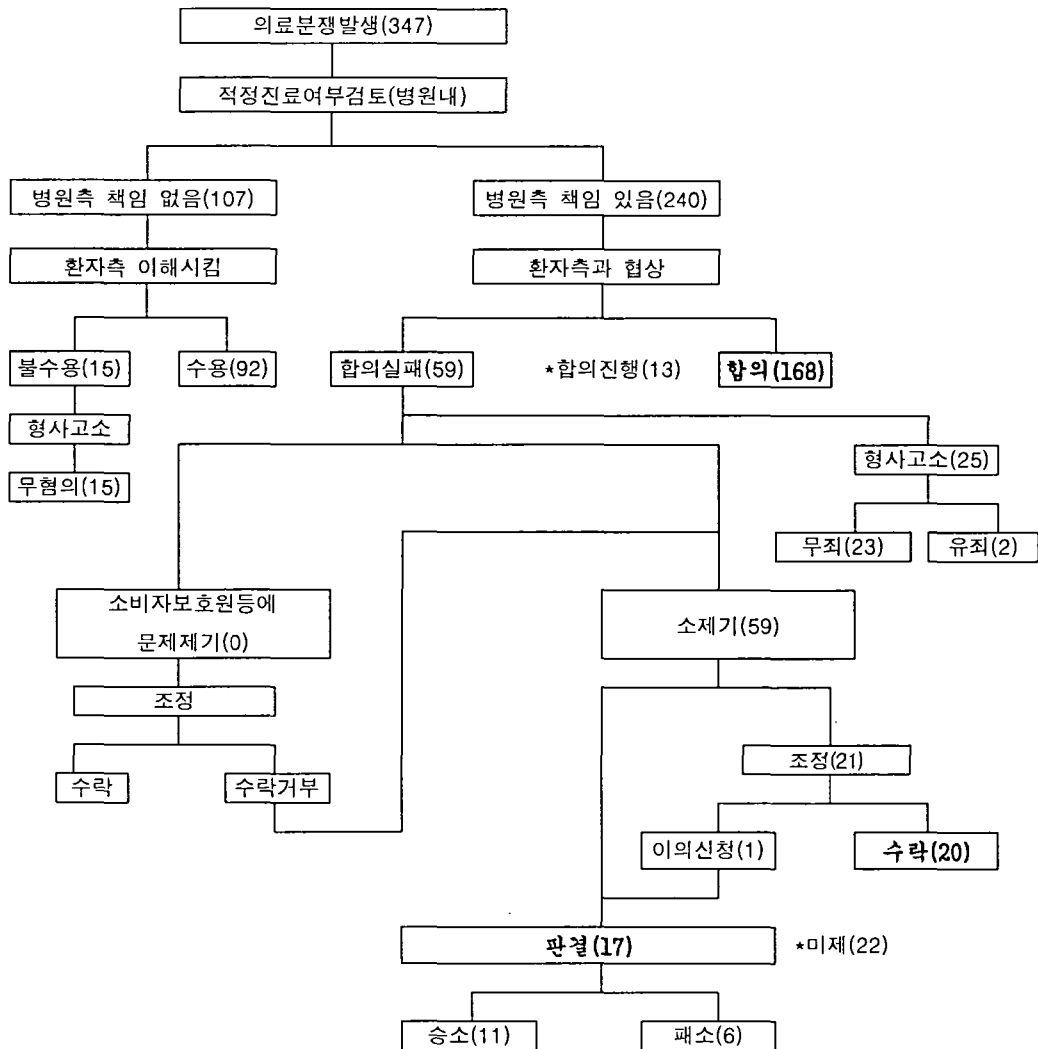 의료분쟁발생(347)
적정진료여부검토(병원내)
병원측 책임 없음(107)
병원측 책임 있음(240)
환자측 이해시킴
환자측과 협상
불수용(15)
수용(92)
합의실패(59)
*합의진행(13)
합의(168)
형사고소
형사고소(25)
무혐의(15)
무죄(23)
유죄(2)
소비자보호원등에
문제제기(0)
소제기(59)
조정
조정(21)
수락
수락거부
이의신청(1)
수락(20)
판결(17)
*미제(22)
승소(11)
패소(6)